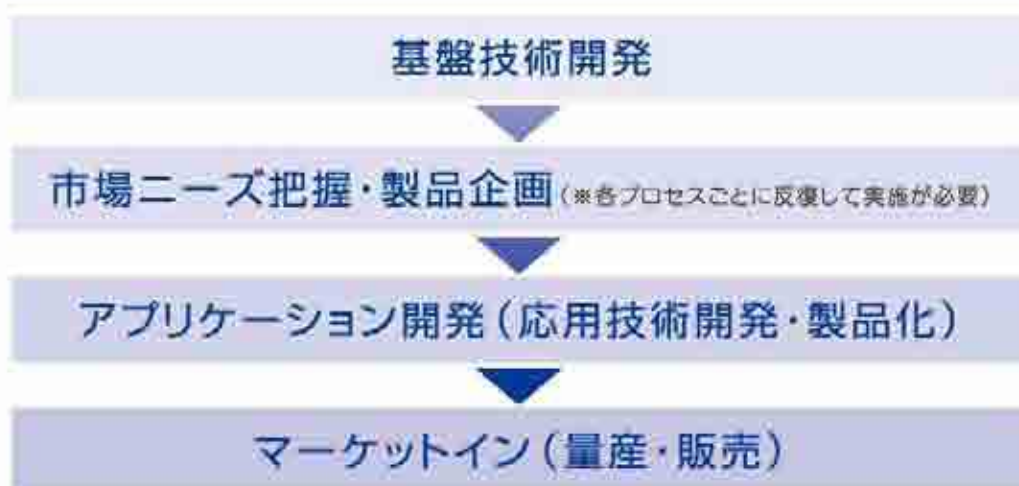 基盤技術開発
市場ニーズ把握・製品企画(※各プロセスごとに反復して実施が必要)
アプリケーション開発(応用技術開発・製品化)
マーケットイン(量産・販売)